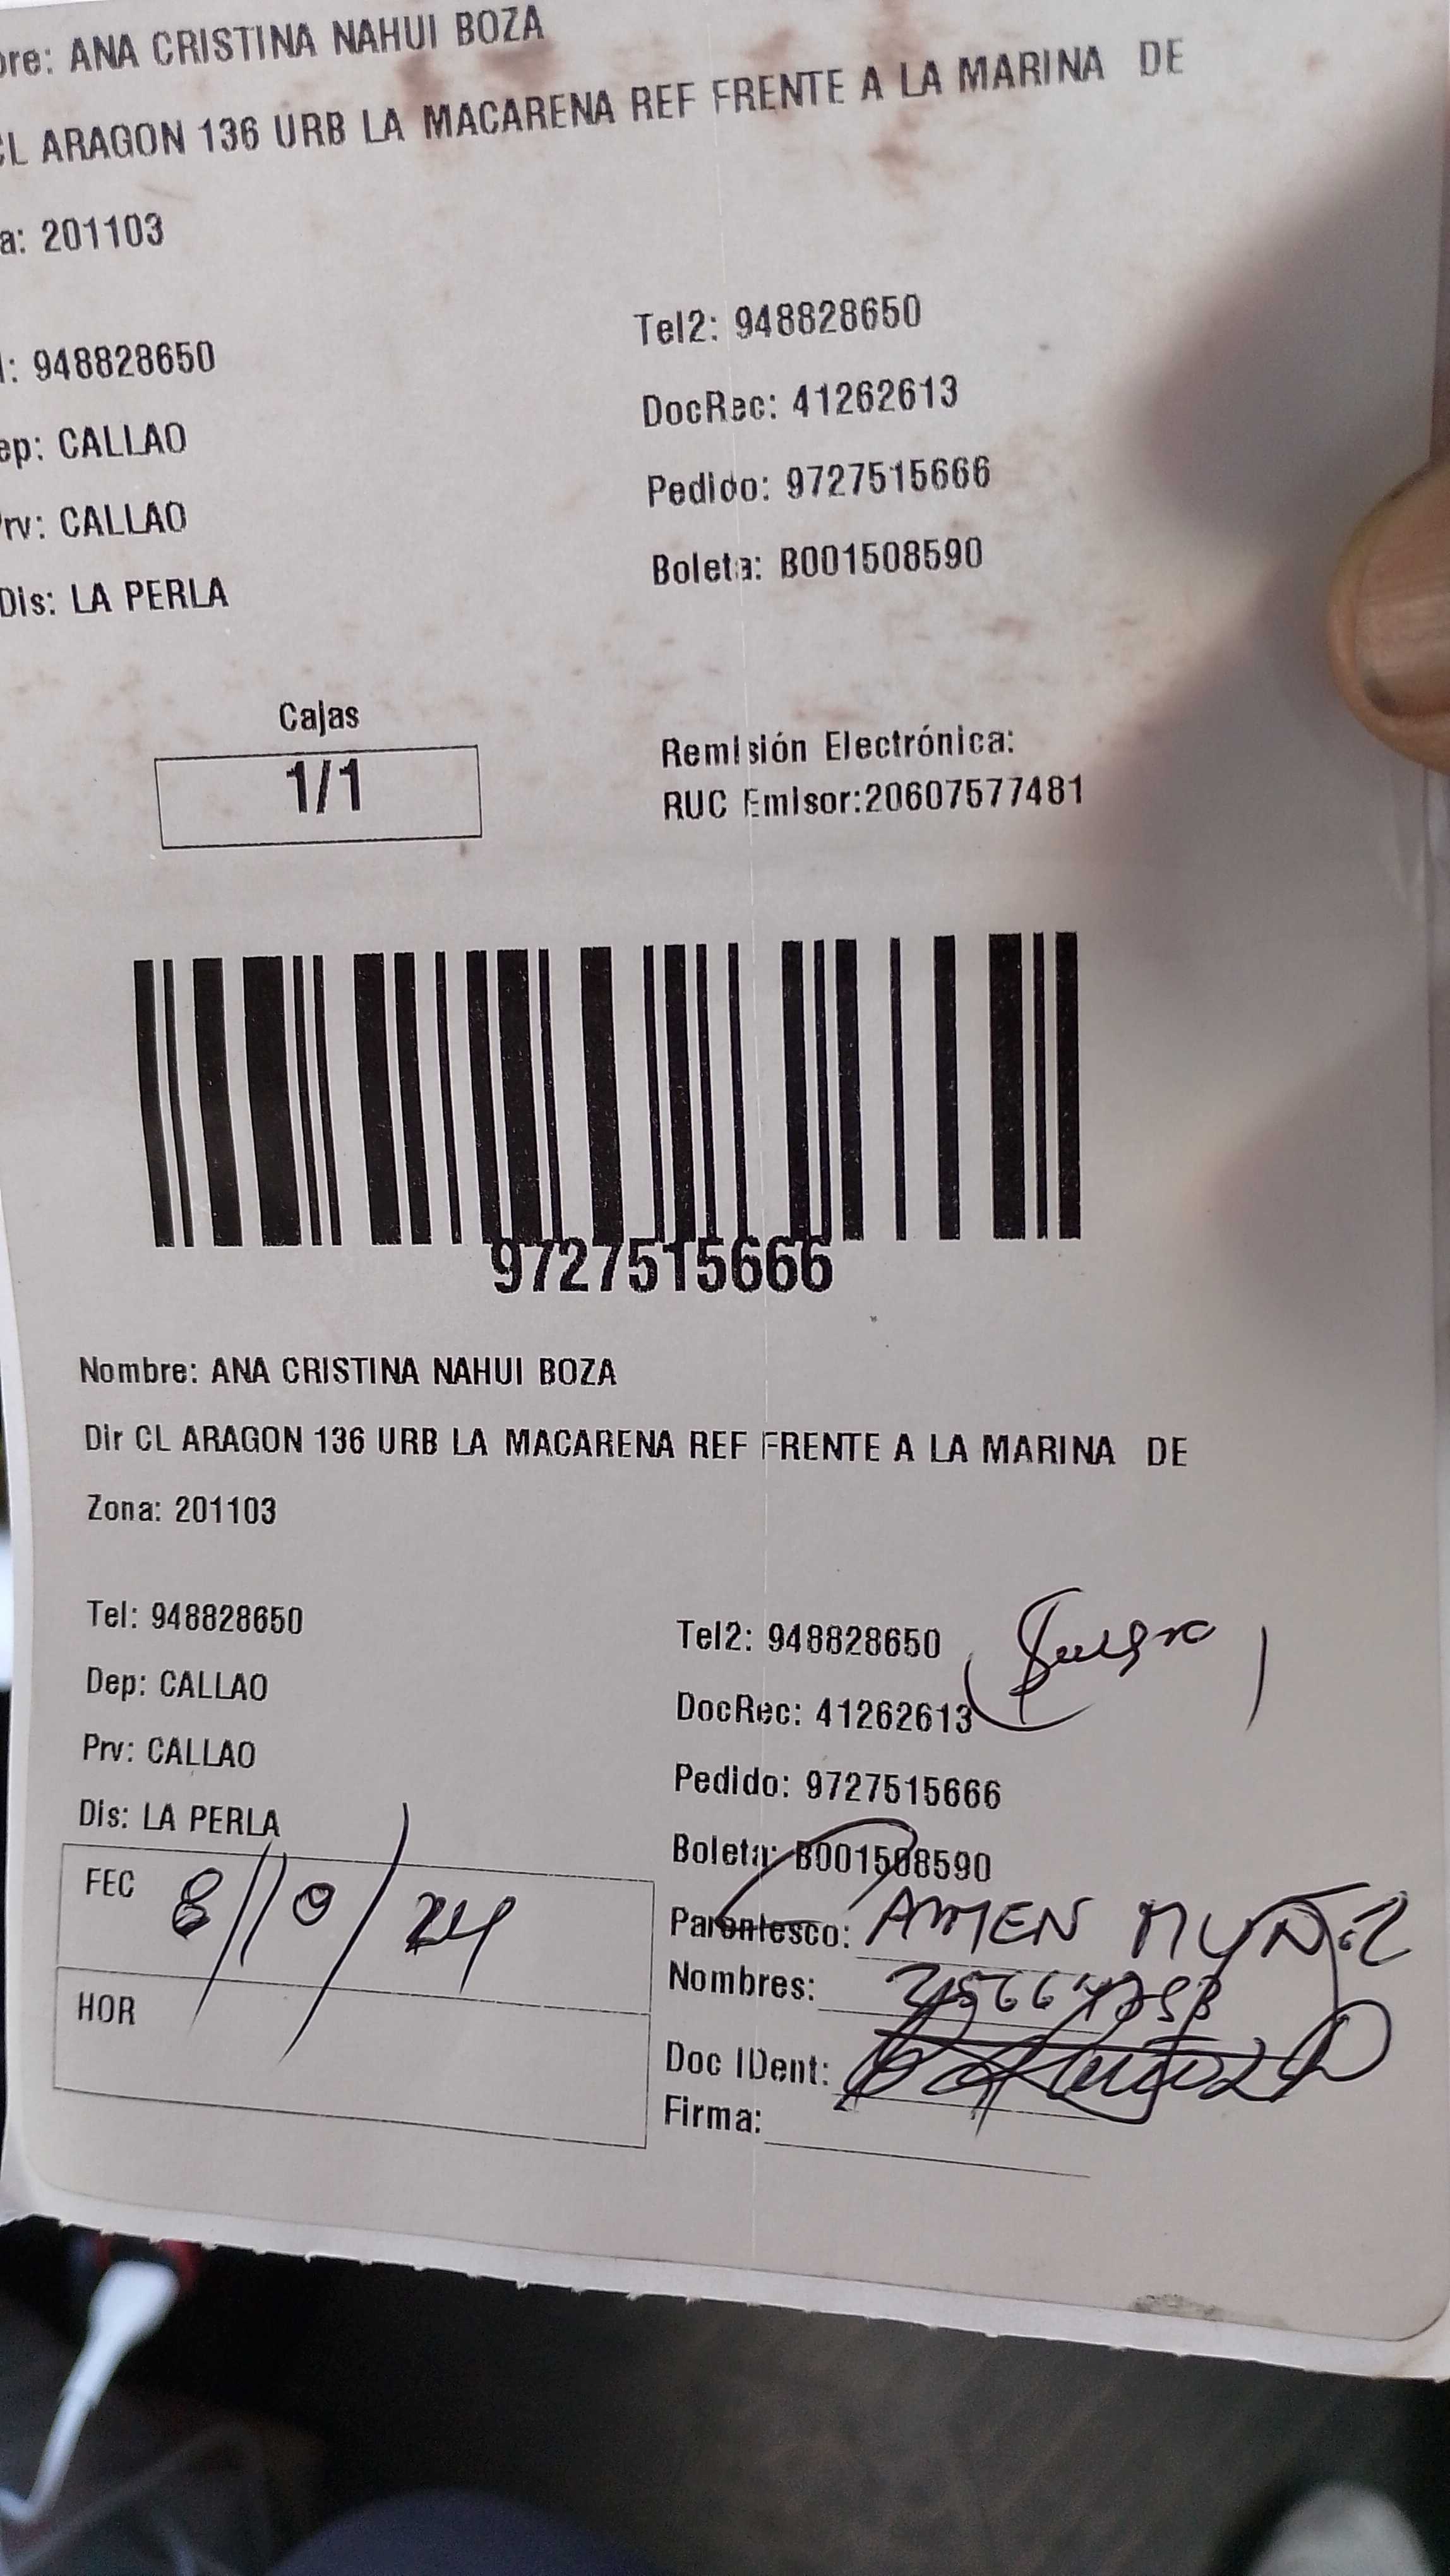 bre: ANA CRISTINA NAHUI BOZA
CL ARAGON 136 URB LA MACARENA REF FRENTE A LA MARINA DE
a: 201103
l: 948828650
Tel2: 948828650
DocRec: 41262613
ep: CALLAO
Pedido: 9727515666
rv: CALLAO
Boleta: B001508590
Dis: LA PERLA
Cajas
1/1
Remisión Electrónica:
RUC Emisor:20607577481
9727515666
Nombre: ANA CRISTINA NAHUI BOZA
Dir CL ARAGON 136 URB LA MACARENA REF FRENTE A LA MARINA DE
Zona: 201103
Tel: 948828650
Tel2: 948828650
Dep: CALLAO
DocRec: 41262613
Prv: CALLAO
Pedido: 9727515666
Dis: LA PERLA
Boleta: B001508590
FEC 8/10/24
Parentesco: CARMEN MUÑOZ
Nombres:
HOR
Doc IDent:
Firma: